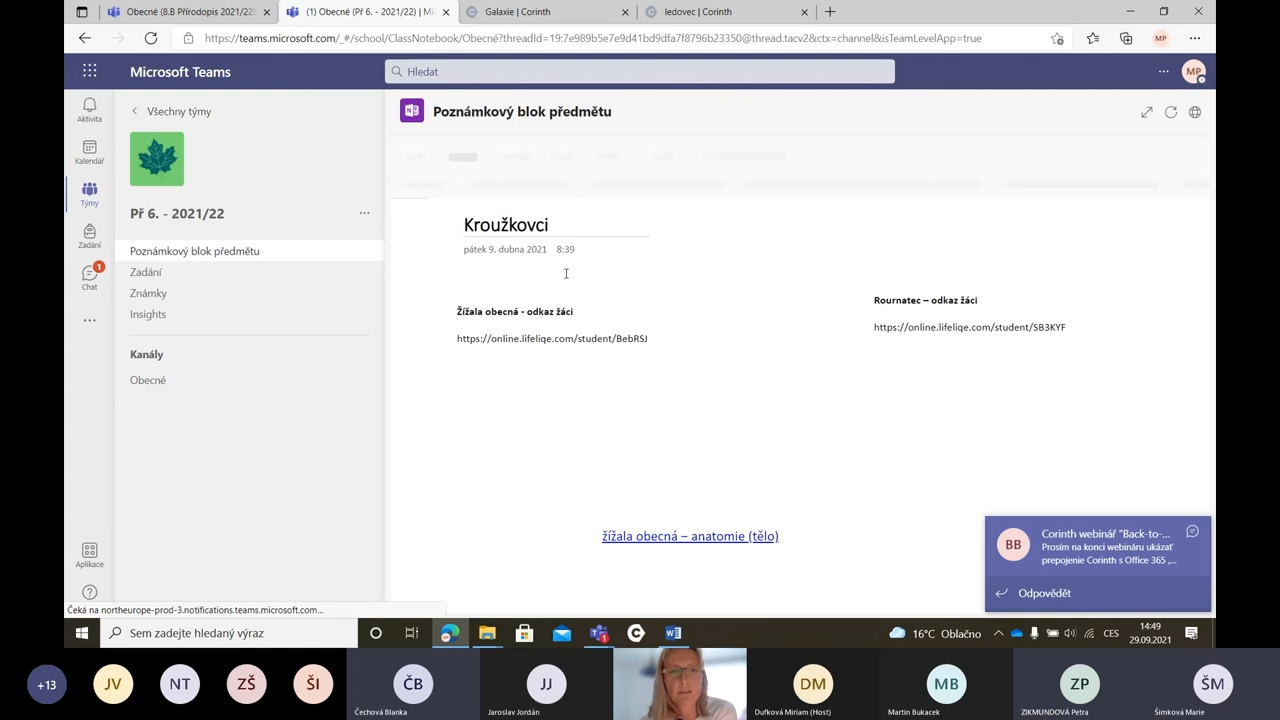 Obecné (8.B Přírodopis 2021/22)
(1) Obecné (Př 6. - 2021/22) | Mi
Galaxie | Corinth
ledovec | Corinth
https://teams.microsoft.com/_#/school/ClassNotebook/Obecné?threadId=19:7e989b5e7e9d41bd9dfa7f8796b23350@thread.tacv2&ctx=channel&isTeamLevelApp=true
MP
Microsoft Teams
Hledat
MP
Aktivita
Kalendář
Týmy
Zadání
Chat
1
Aplikace
Všechny týmy
Př 6. - 2021/22
Poznámkový blok předmětu
Zadání
Známky
Insights
Kanály
Obecné
Poznámkový blok předmětu
Kroužkovci
pátek 9. dubna 2021 8:39
Žížala obecná - odkaz žáci
https://online.lifeliqe.com/student/BebRSJ
Rournatec – odkaz žáci
https://online.lifeliqe.com/student/SB3KYF
žížala obecná – anatomie (tělo)
BB
Corinth webinář "Back-to-...
Prosím na konci webináru ukázať
prepojenie Corinth s Office 365 ,...
Odpovědět
Čeká na northeurope-prod-3.notifications.teams.microsoft.com...
Sem zadejte hledaný výraz
16°C Oblačno
CES
14:49
29.09.2021
+13
JV
NT
ZŠ
ŠI
ČB
Čechová Blanka
JJ
Jaroslav Jordán
DM
Dufková Miriam (Host)
MB
Martin Bukacek
ZP
ZIKMUNDOVÁ Petra
ŠM
Šimková Marie